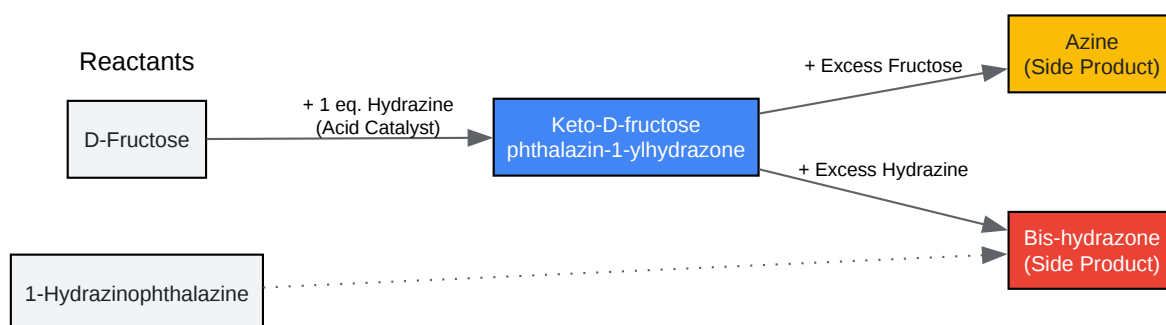 Reactants
D-Fructose
+ 1 eq. Hydrazine
(Acid Catalyst)
Keto-D-fructose
phthalazin-1-ylhydrazone
+ Excess Fructose
Azine
(Side Product)
+ Excess Hydrazine
Bis-hydrazone
(Side Product)
1-Hydrazinophthalazine